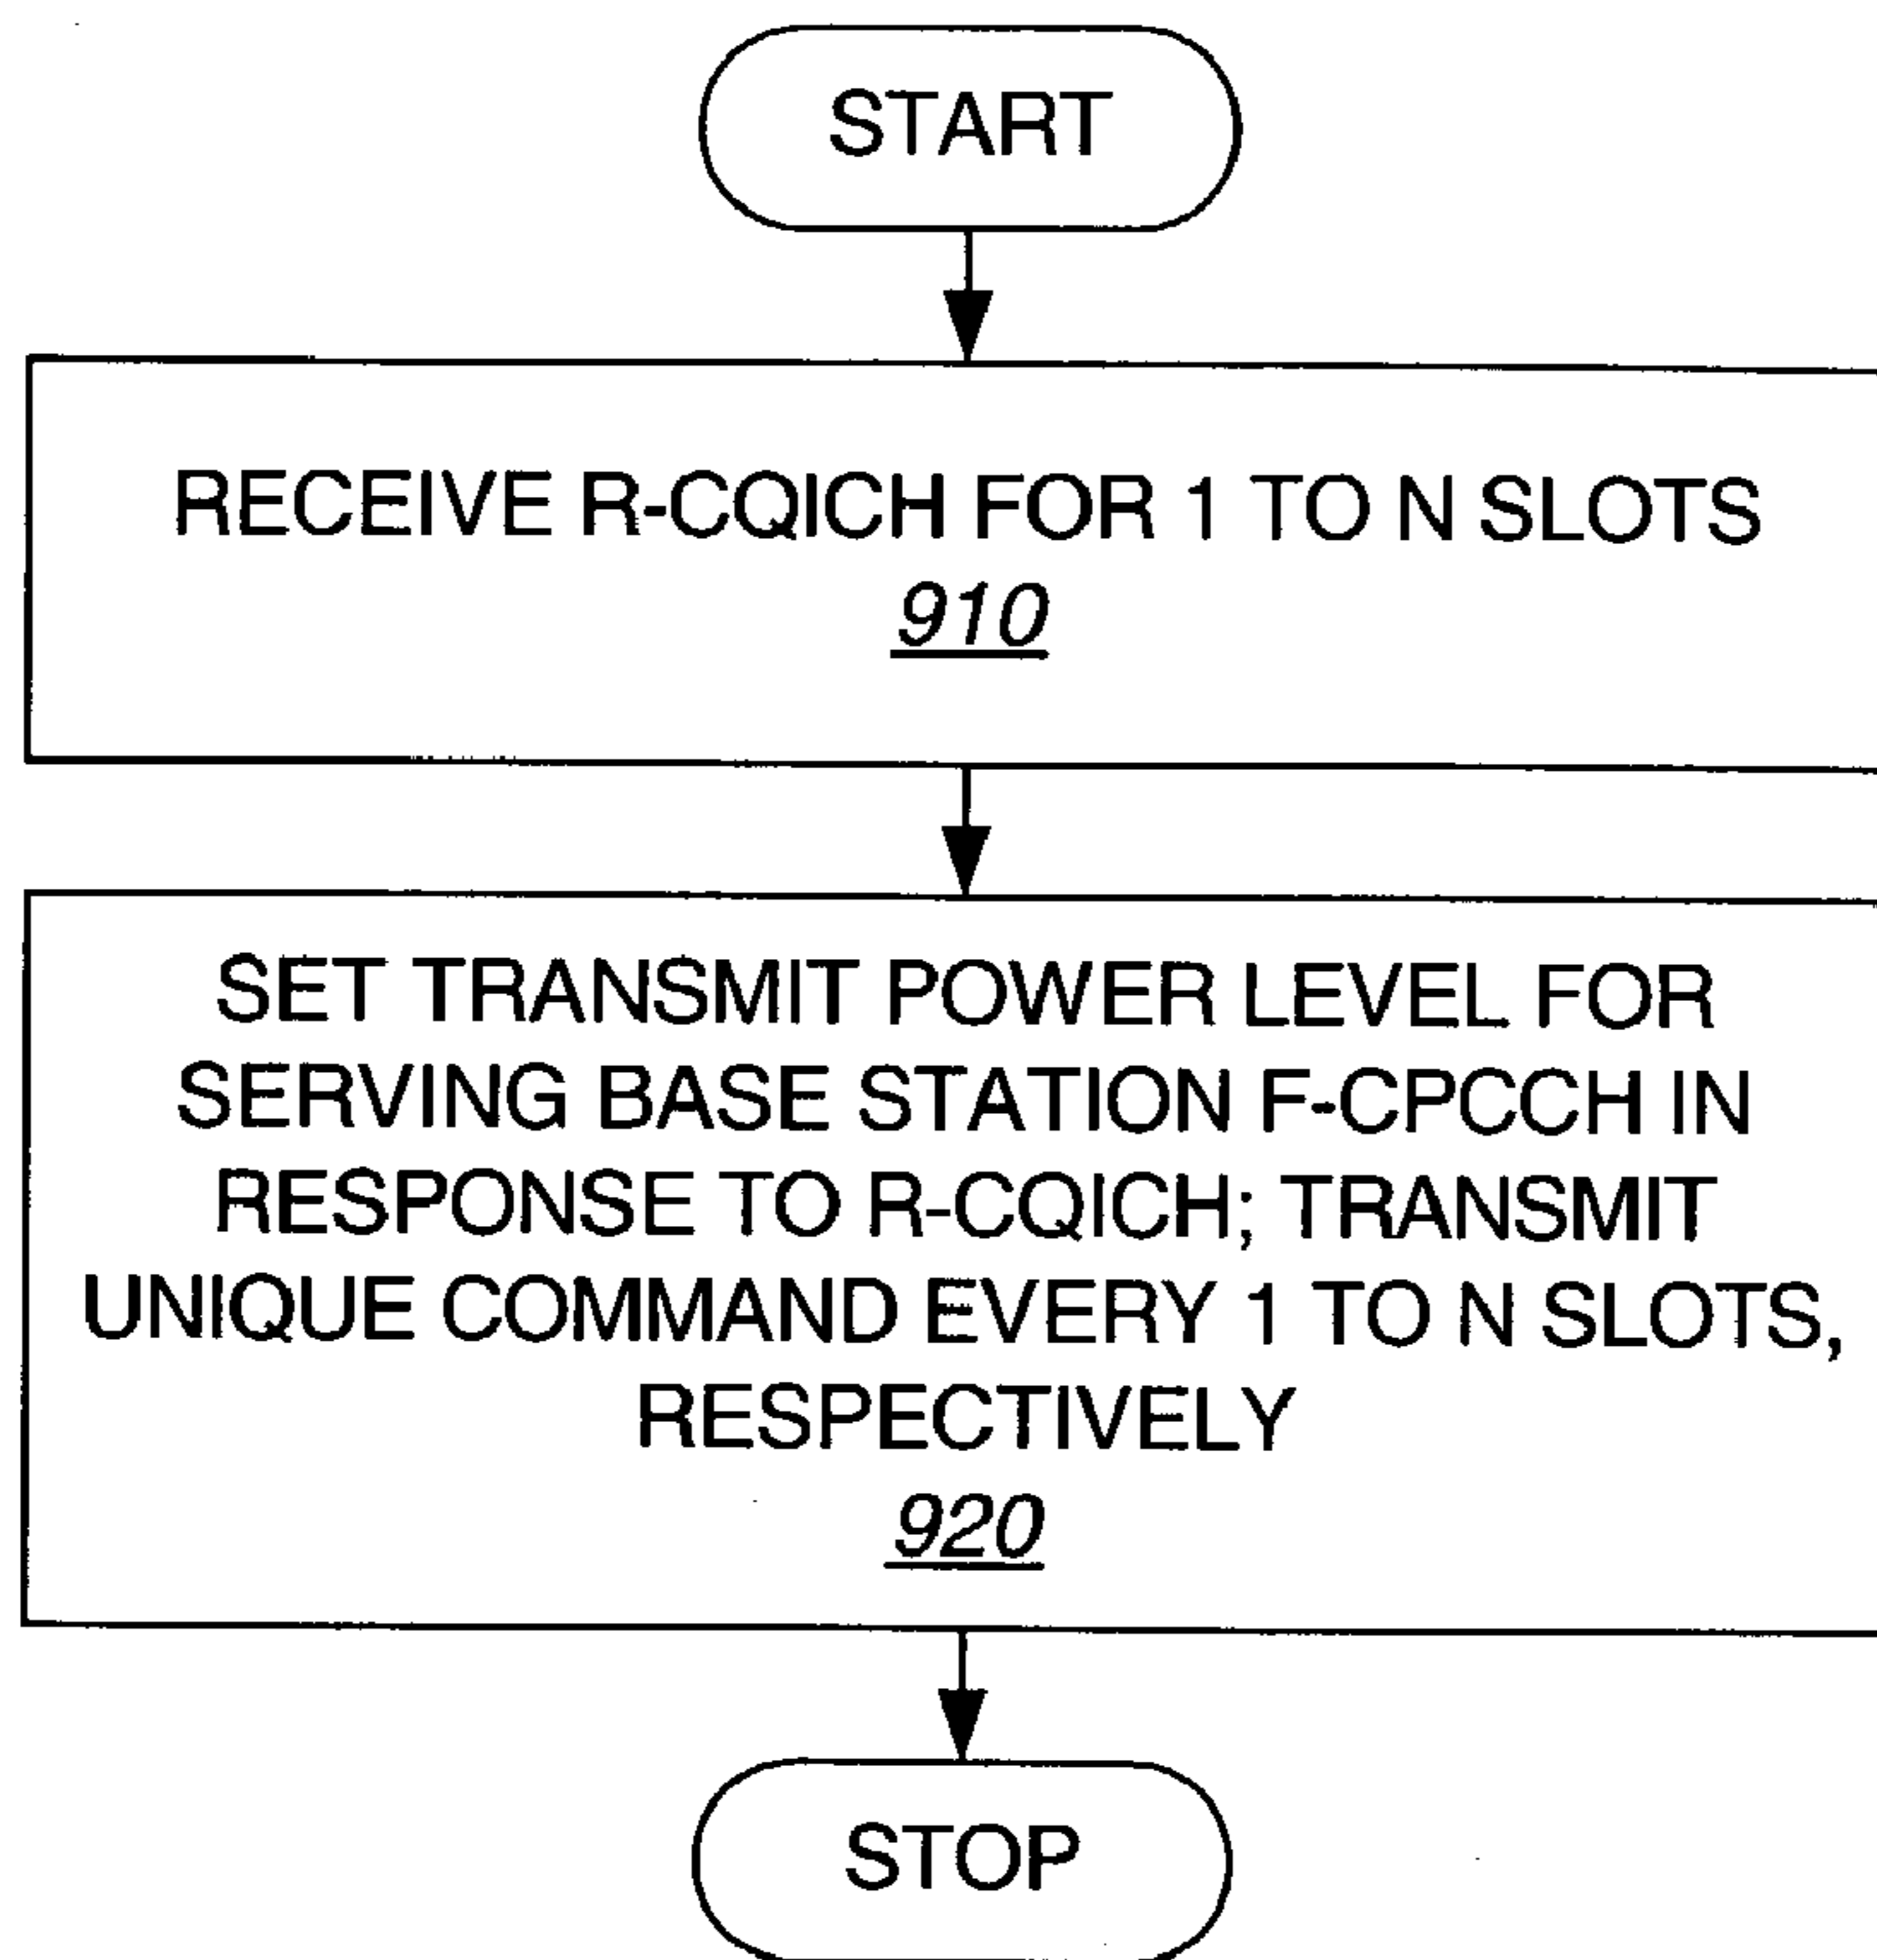 START
RECEIVE R-CQICH FOR 1 TO N SLOTS
910
SET TRANSMIT POWER LEVEL FOR
SERVING BASE STATION F-CPCCH IN
RESPONSE TO R-CQICH; TRANSMIT
UNIQUE COMMAND EVERY 1 TO N SLOTS,
RESPECTIVELY
920
STOP